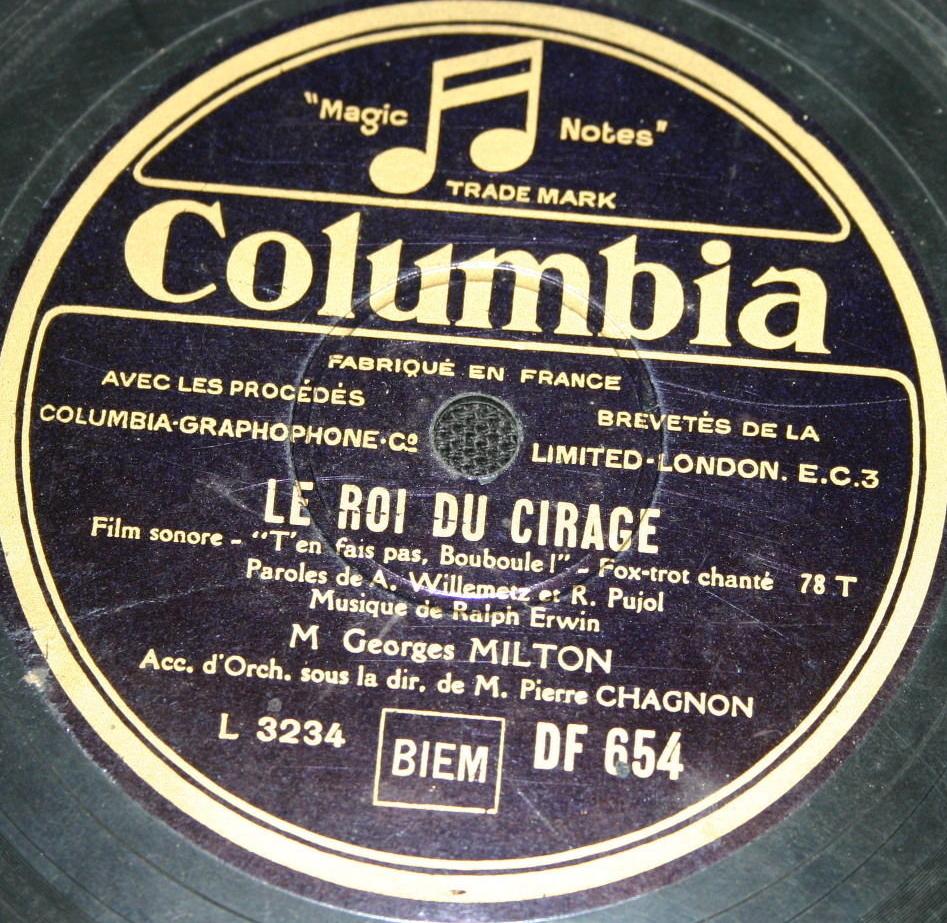 "Magic Notes"
TRADE MARK
Columbia
FABRIQUÉ EN FRANCE
AVEC LES PROCÉDÉS BREVETÉS DE LA
COLUMBIA-GRAPHOPHONE-Cº LIMITED-LONDON. E.C.3
LE ROI DU CIRAGE
Film sonore - "T'en fais pas, Bouboule!" - Fox-trot chanté 78 T
Paroles de A. Willemetz et R. Pujol
Musique de Ralph Erwin
M Georges MILTON
Acc. d'Orch. sous la dir. de M. Pierre CHAGNON
L 3234 BIEM DF 654